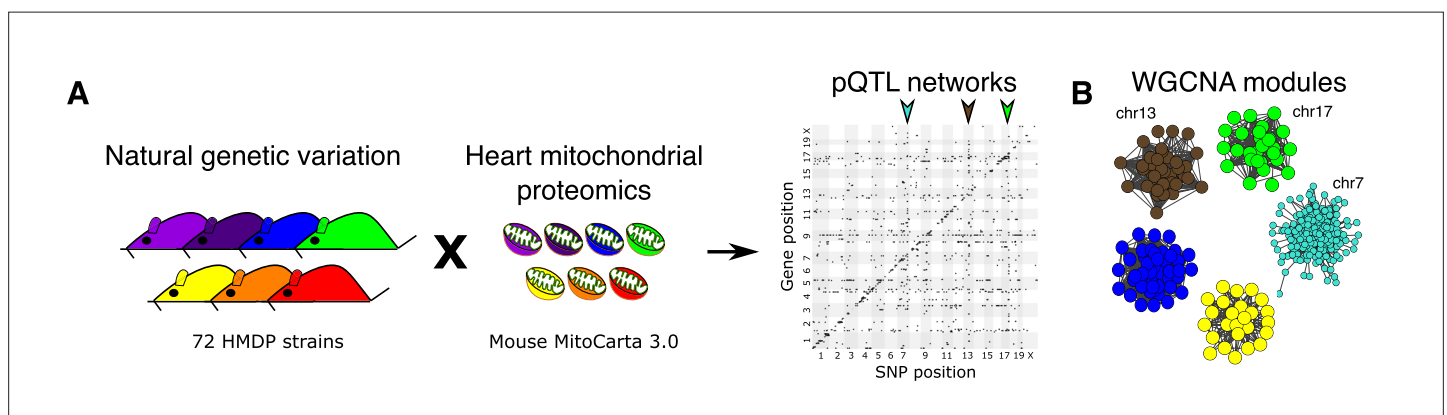 A
Natural genetic variation
72 HMDP strains
X
Heart mitochondrial
proteomics
Mouse MitoCarta 3.0
pQTL networks
Gene position
1 2 3 4 5 6 7 9 11 13 15 17 19 X
1 2 3 4 5 6 7 9 11 13 15 17 19 X
SNP position
B
WGCNA modules
chr13
chr17
chr7